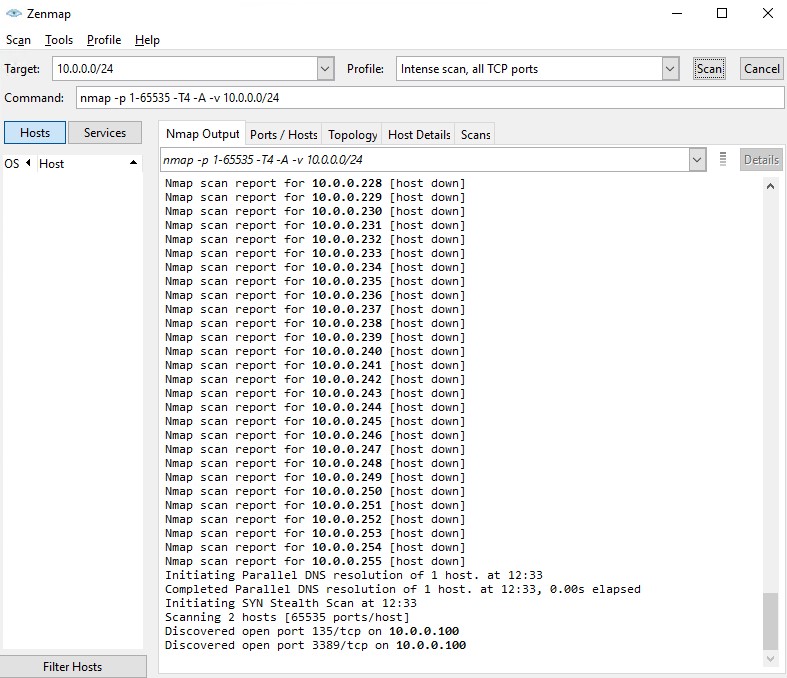 Zenmap
Scan Tools Profile Help
Target: 10.0.0.0/24 Profile: Intense scan, all TCP ports Scan Cancel
Command: nmap -p 1-65535 -T4 -A -v 10.0.0.0/24
Hosts Services Nmap Output Ports / Hosts Topology Host Details Scans
OS Host nmap -p 1-65535 -T4 -A -v 10.0.0.0/24 Details
Nmap scan report for 10.0.0.228 [host down]
Nmap scan report for 10.0.0.229 [host down]
Nmap scan report for 10.0.0.230 [host down]
Nmap scan report for 10.0.0.231 [host down]
Nmap scan report for 10.0.0.232 [host down]
Nmap scan report for 10.0.0.233 [host down]
Nmap scan report for 10.0.0.234 [host down]
Nmap scan report for 10.0.0.235 [host down]
Nmap scan report for 10.0.0.236 [host down]
Nmap scan report for 10.0.0.237 [host down]
Nmap scan report for 10.0.0.238 [host down]
Nmap scan report for 10.0.0.239 [host down]
Nmap scan report for 10.0.0.240 [host down]
Nmap scan report for 10.0.0.241 [host down]
Nmap scan report for 10.0.0.242 [host down]
Nmap scan report for 10.0.0.243 [host down]
Nmap scan report for 10.0.0.244 [host down]
Nmap scan report for 10.0.0.245 [host down]
Nmap scan report for 10.0.0.246 [host down]
Nmap scan report for 10.0.0.247 [host down]
Nmap scan report for 10.0.0.248 [host down]
Nmap scan report for 10.0.0.249 [host down]
Nmap scan report for 10.0.0.250 [host down]
Nmap scan report for 10.0.0.251 [host down]
Nmap scan report for 10.0.0.252 [host down]
Nmap scan report for 10.0.0.253 [host down]
Nmap scan report for 10.0.0.254 [host down]
Nmap scan report for 10.0.0.255 [host down]
Initiating Parallel DNS resolution of 1 host. at 12:33
Completed Parallel DNS resolution of 1 host. at 12:33, 0.00s elapsed
Initiating SYN Stealth Scan at 12:33
Scanning 2 hosts [65535 ports/host]
Discovered open port 135/tcp on 10.0.0.100
Discovered open port 3389/tcp on 10.0.0.100
Filter Hosts